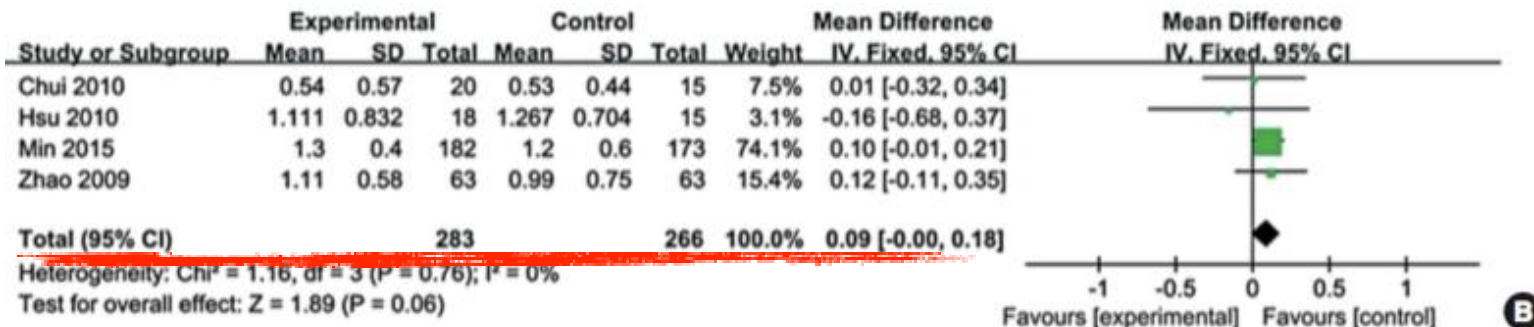 Experimental Control Mean Difference Mean Difference
Study or Subgroup Mean SD Total Mean SD Total Weight IV, Fixed, 95% CI IV, Fixed, 95% CI
Chui 2010 0.54 0.57 20 0.53 0.44 15 7.5% 0.01 [-0.32, 0.34]
Hsu 2010 1.111 0.832 18 1.267 0.704 15 3.1% -0.16 [-0.68, 0.37]
Min 2015 1.3 0.4 182 1.2 0.6 173 74.1% 0.10 [-0.01, 0.21]
Zhao 2009 1.11 0.58 63 0.99 0.75 63 15.4% 0.12 [-0.11, 0.35]
Total (95% CI) 283 266 100.0% 0.09 [-0.00, 0.18]
Heterogeneity: Chi² = 1.16, df = 3 (P = 0.76); I² = 0%
Test for overall effect: Z = 1.89 (P = 0.06)
-1 -0.5 0 0.5 1
Favours [experimental] Favours [control]
B